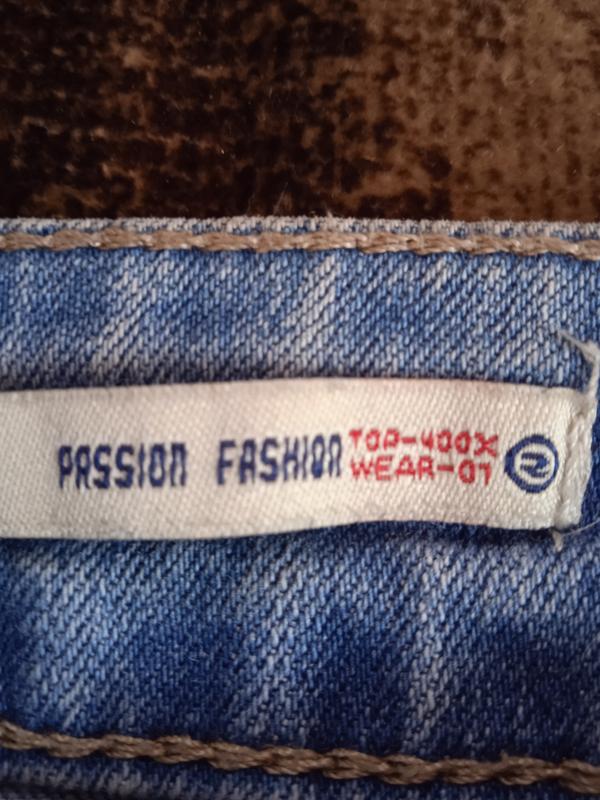 PASSION FASHION
TOP-400X
WEAR-01
®